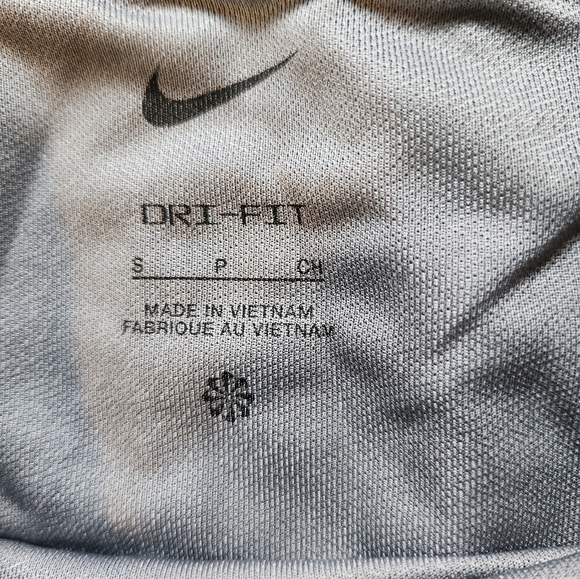 DRI-FIT
S P CH
MADE IN VIETNAM
FABRIQUE AU VIETNAM